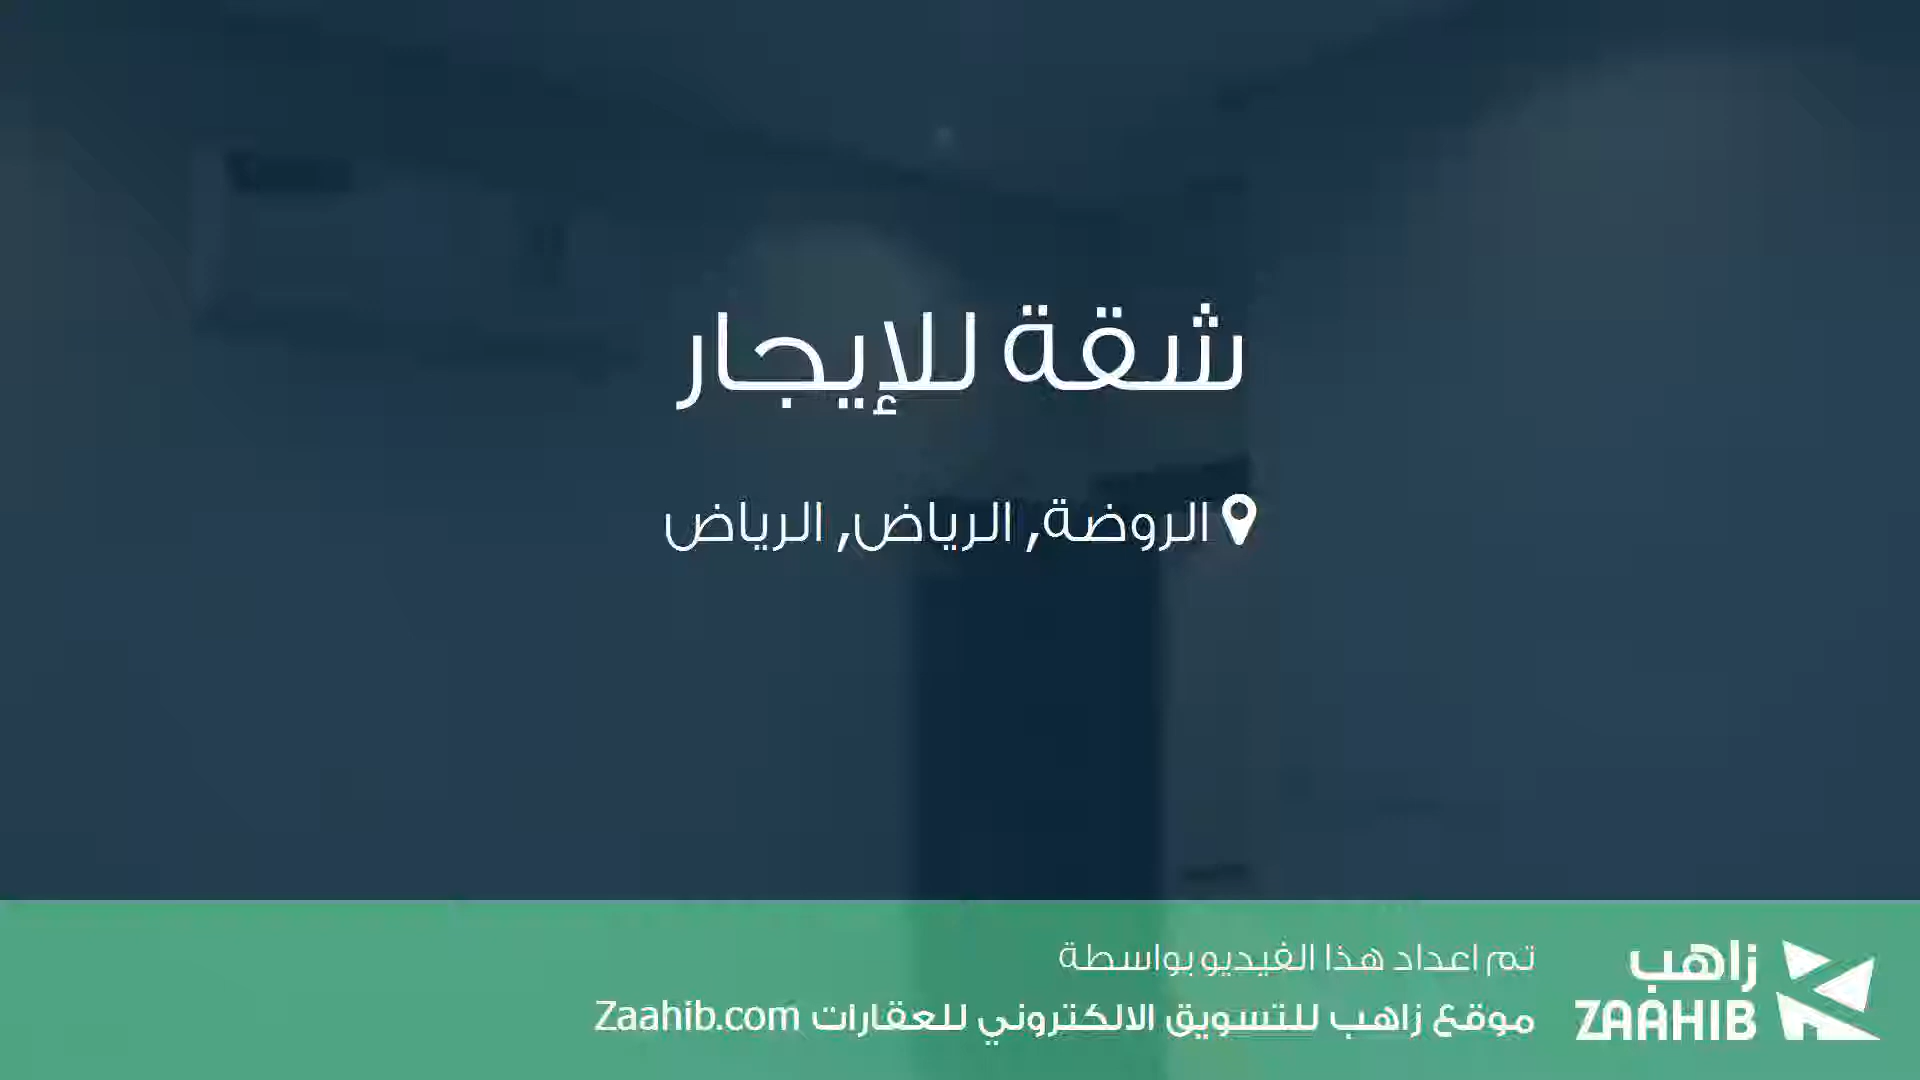 شقة للإيجار
الروضة, الرياض, الرياض
تم اعداد هذا الفيديو بواسطة
موقع زاهب للتسويق الالكتروني للعقارات Zaahib.com
زاهب
ZAAHIB